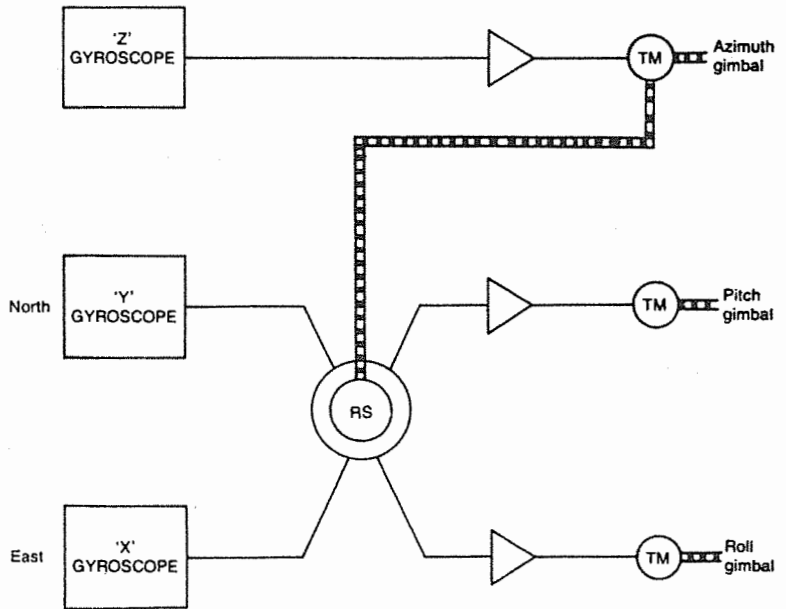 'Z'
GYROSCOPE
TM
Azimuth
gimbal
North
'Y'
GYROSCOPE
TM
Pitch
gimbal
RS
East
'X'
GYROSCOPE
TM
Roll
gimbal